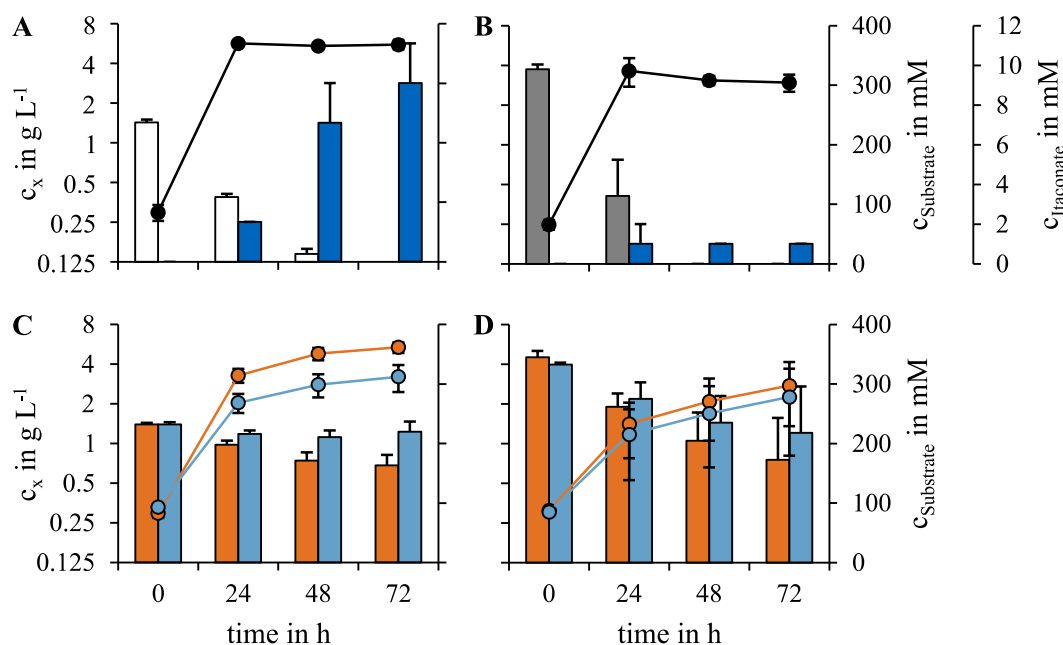 A
8
4
2
1
0.5
0.25
0.125
c_x in g L^-1
B
400
300
200
100
0
c_Substrate in mM
12
10
8
6
4
2
0
c_Itaconate in mM
C
8
4
2
1
0.5
0.25
0.125
c_x in g L^-1
0 24 48 72
time in h
D
400
300
200
100
0
c_Substrate in mM
0 24 48 72
time in h